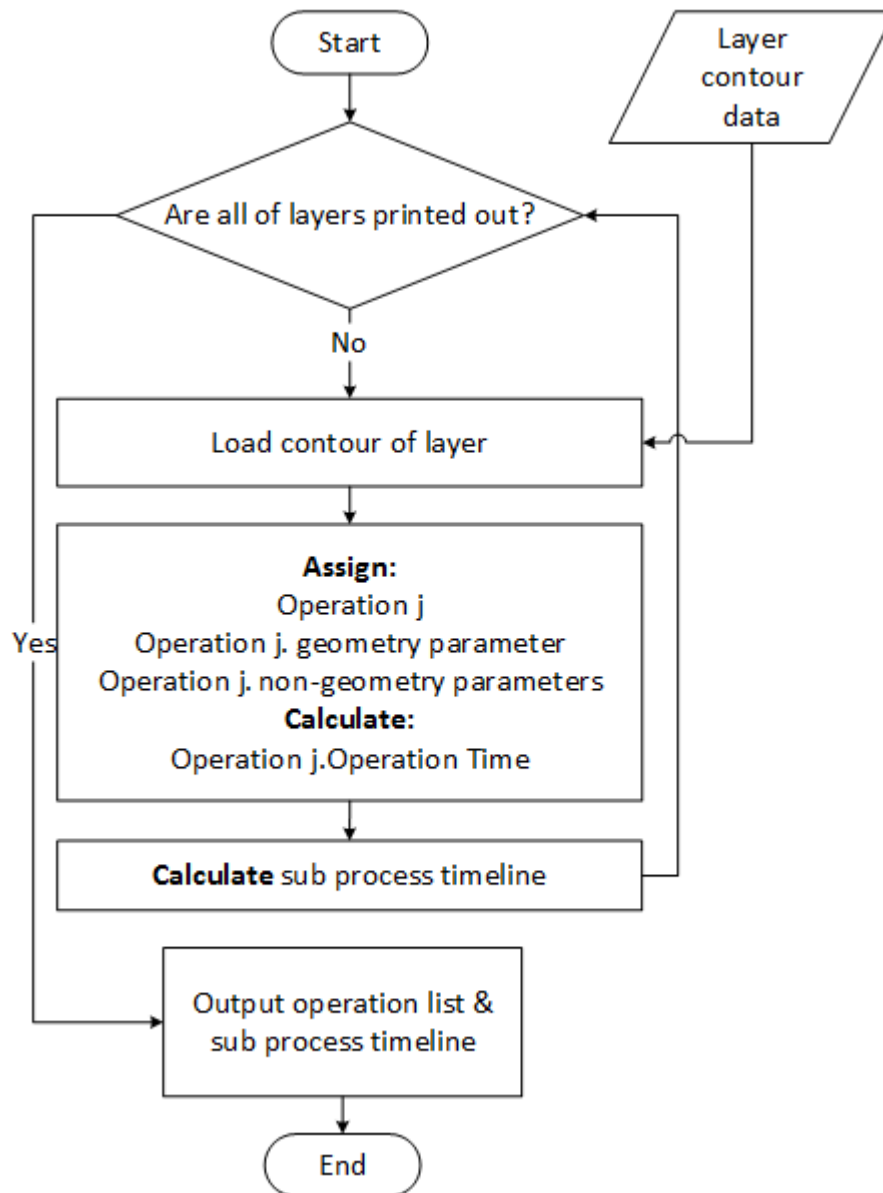 Start
Layer
contour
data
Are all of layers printed out?
No
Load contour of layer
Assign:
Operation j
Operation j. geometry parameter
Operation j. non-geometry parameters
Calculate:
Operation j.Operation Time
Yes
Calculate sub process timeline
Output operation list &
sub process timeline
End